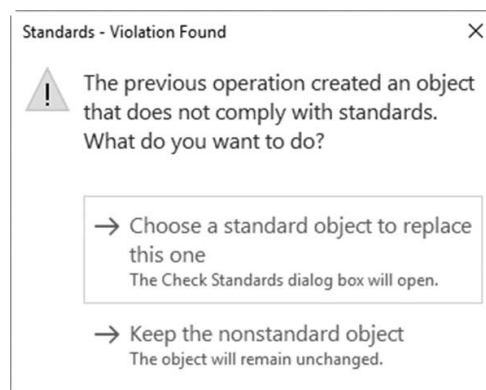 Standards - Violation Found
The previous operation created an object
that does not comply with standards.
What do you want to do?
Choose a standard object to replace
this one
The Check Standards dialog box will open.
Keep the nonstandard object
The object will remain unchanged.